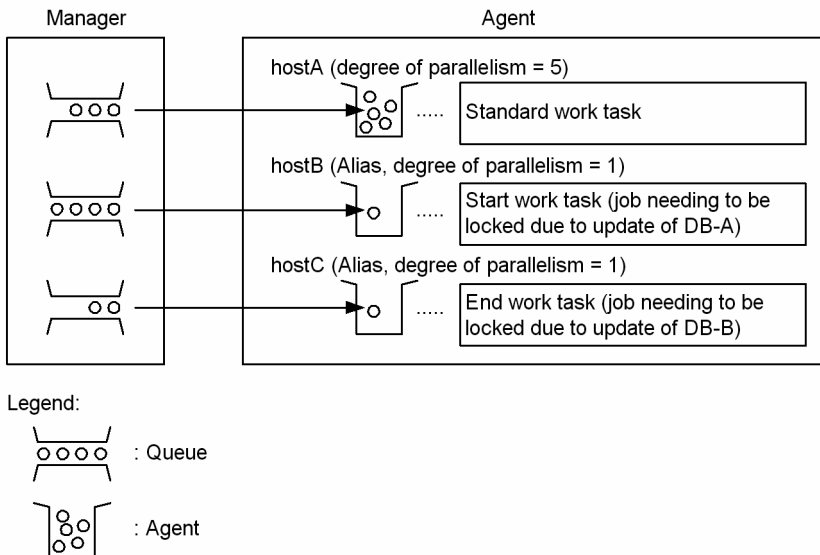 Manager
Agent
hostA (degree of parallelism = 5)
.....
Standard work task
hostB (Alias, degree of parallelism = 1)
.....
Start work task (job needing to be
locked due to update of DB-A)
hostC (Alias, degree of parallelism = 1)
.....
End work task (job needing to be
locked due to update of DB-B)
Legend:
: Queue
: Agent